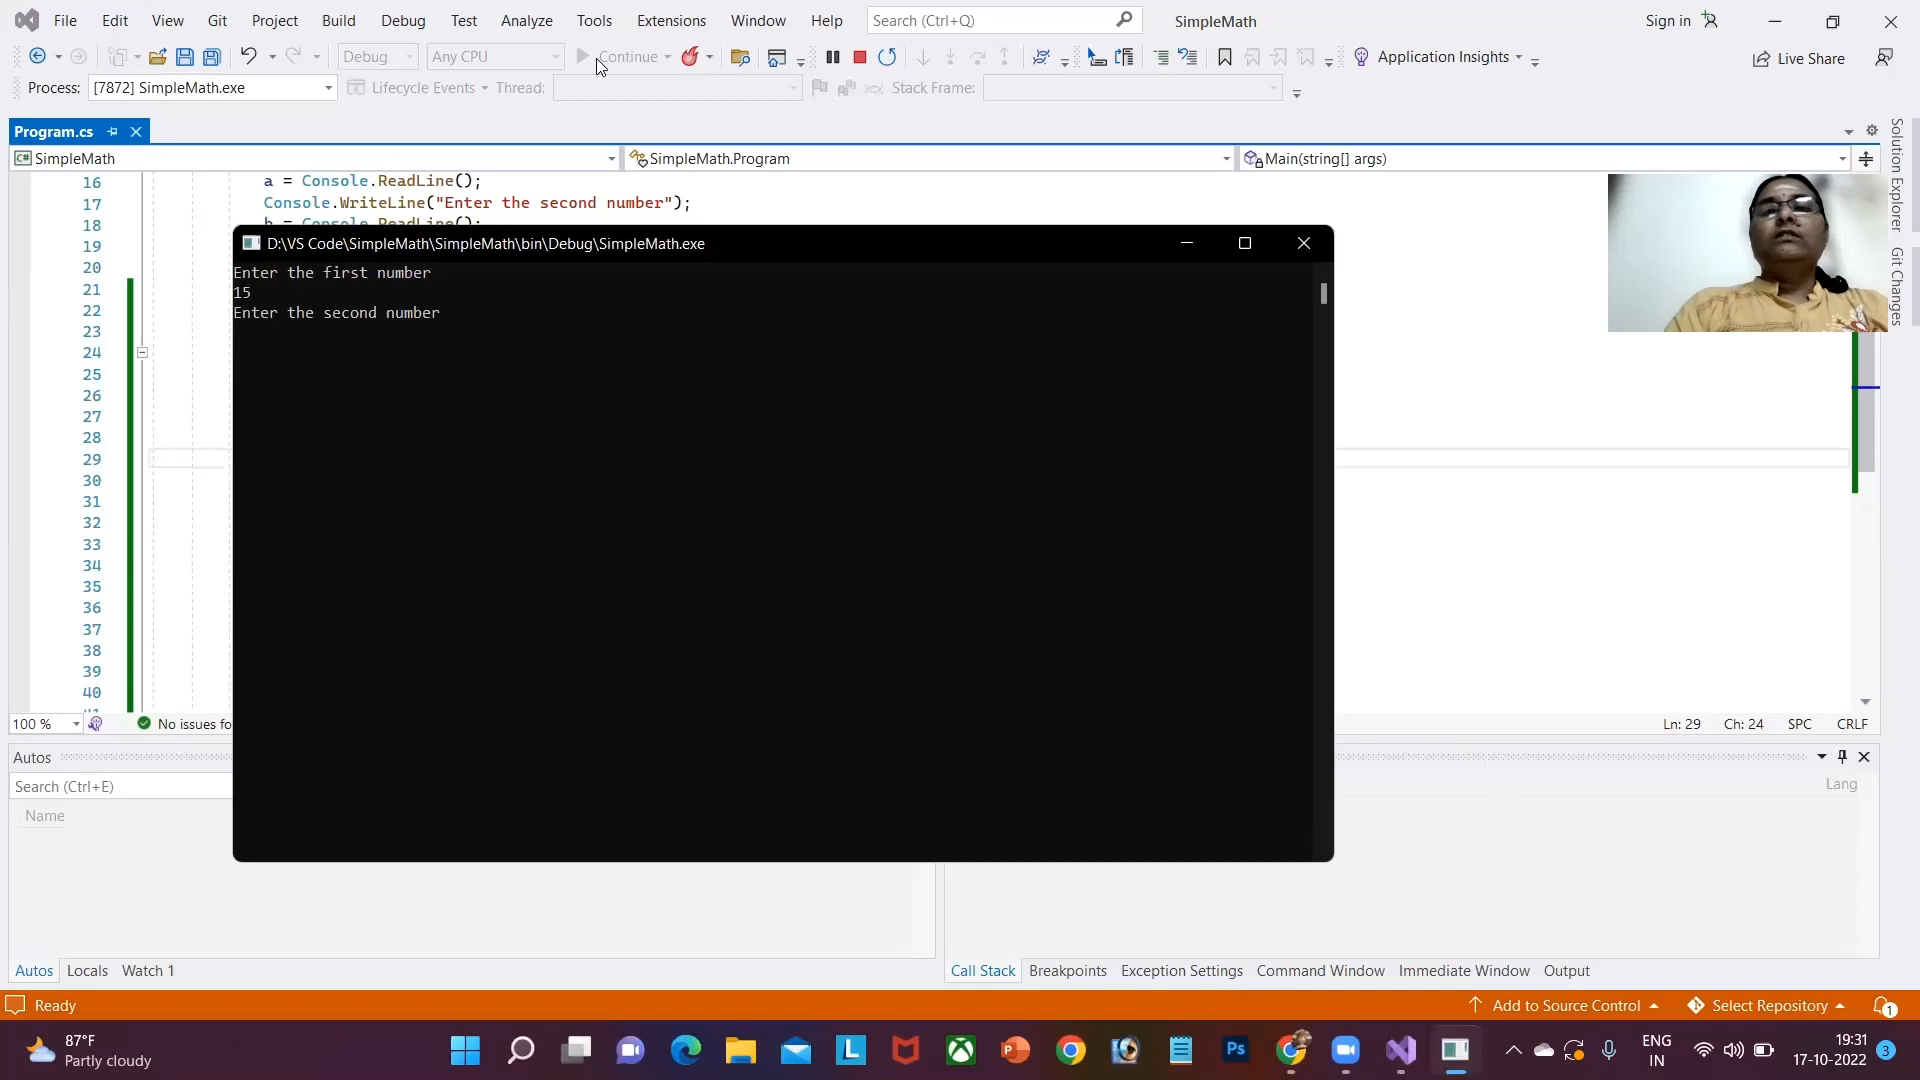 File Edit View Git Project Build Debug Test Analyze Tools Extensions Window Help Search (Ctrl+Q) SimpleMath Sign in
Debug Any CPU Continue Application Insights Live Share
Process: [7872] SimpleMath.exe Lifecycle Events Thread: Stack Frame:
Program.cs
C# SimpleMath SimpleMath.Program Main(string[] args)
Solution Explorer
Git Changes
16 a = Console.ReadLine();
17 Console.WriteLine("Enter the second number");
18 b = Console.ReadLine();
19
20
21
22
23
24
25
26
27
28
29
30
31
32
33
34
35
36
37
38
39
40
D:\VS Code\SimpleMath\SimpleMath\bin\Debug\SimpleMath.exe
Enter the first number
15
Enter the second number
100 % No issues fo Ln: 29 Ch: 24 SPC CRLF
Autos
Search (Ctrl+E)
Name
Lang
Autos Locals Watch 1
Call Stack Breakpoints Exception Settings Command Window Immediate Window Output
Ready Add to Source Control Select Repository 1
87°F
Partly cloudy
L
P
Ps
ENG
IN
19:31
17-10-2022
3